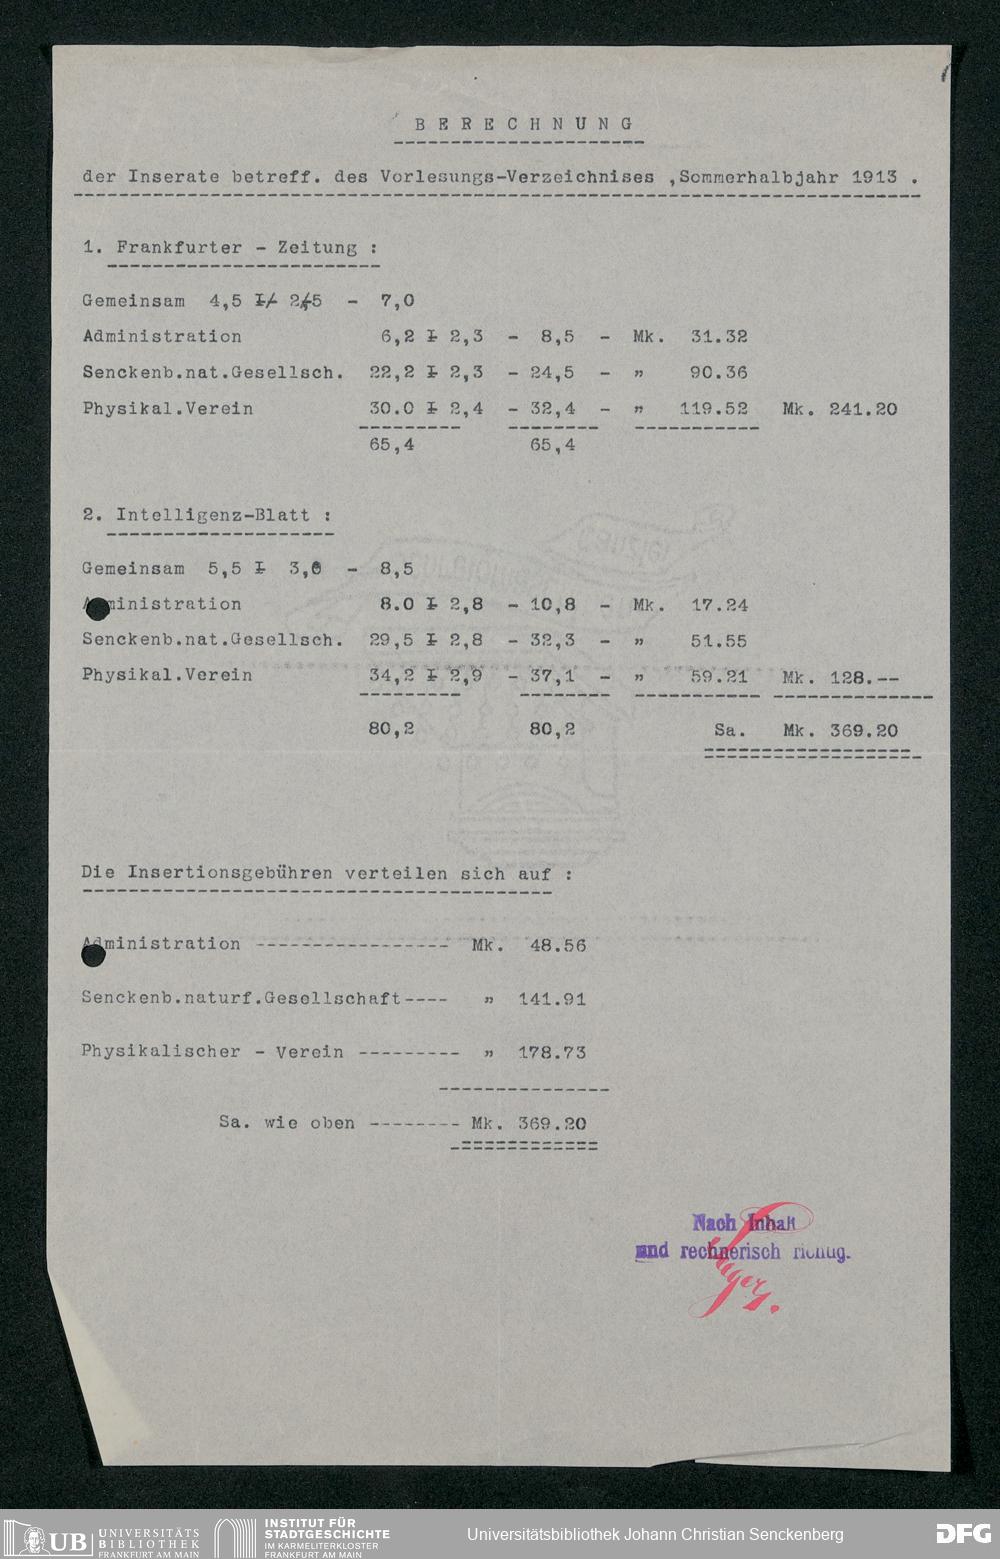 BERECHNUNG
der Inserate betreff. des Vorlesungs-Verzeichnises ,Sommerhalbjahr 1913 .
1. Frankfurter - Zeitung :
Gemeinsam 4,5 I/ 2,5 - 7,0
Administration 6,2 I 2,3 - 8,5 - Mk. 31.32
Senckenb.nat.Gesellsch. 22,2 I 2,3 - 24,5 - " 90.36
Physikal.Verein 30.0 I 2,4 - 32,4 - " 119.52 Mk. 241.20
65,4 65,4
2. Intelligenz-Blatt :
Gemeinsam 5,5 I 3,0 - 8,5
Administration 8.0 I 2,8 - 10,8 - Mk. 17.24
Senckenb.nat.Gesellsch. 29,5 I 2,8 - 32,3 - " 51.55
Physikal.Verein 34,2 I 2,9 - 37,1 - " 59.21 Mk. 128.--
80,2 80,2 Sa. Mk. 369.20
Die Insertionsgebühren verteilen sich auf :
Administration ----------------- Mk. 48.56
Senckenb.naturf.Gesellschaft---- " 141.91
Physikalischer - Verein --------- " 178.73
Sa. wie oben -------- Mk. 369.20
Nach Inhalt
und rechnerisch richtig.
UB UNIVERSITÄTS
BIBLIOTHEK
FRANKFURT AM MAIN
INSTITUT FÜR
STADTGESCHICHTE
IM KARMELITERKLOSTER
FRANKFURT AM MAIN
Universitätsbibliothek Johann Christian Senckenberg
DFG